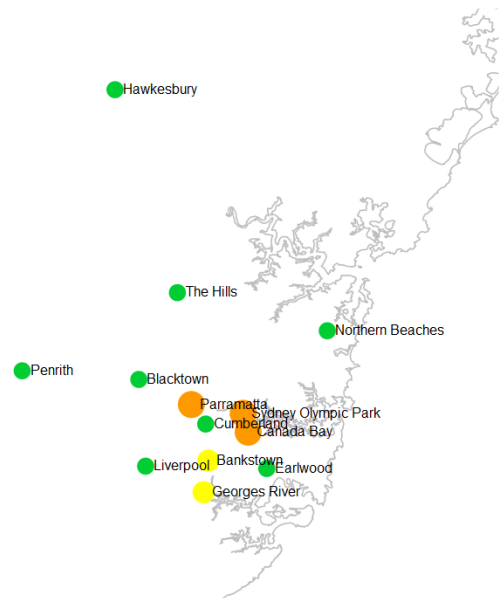 Hawkesbury
The Hills
Northern Beaches
Penrith
Blacktown
Parramatta
Sydney Olympic Park
Cumberland
Canada Bay
Bankstown
Liverpool
Earlwood
Georges River